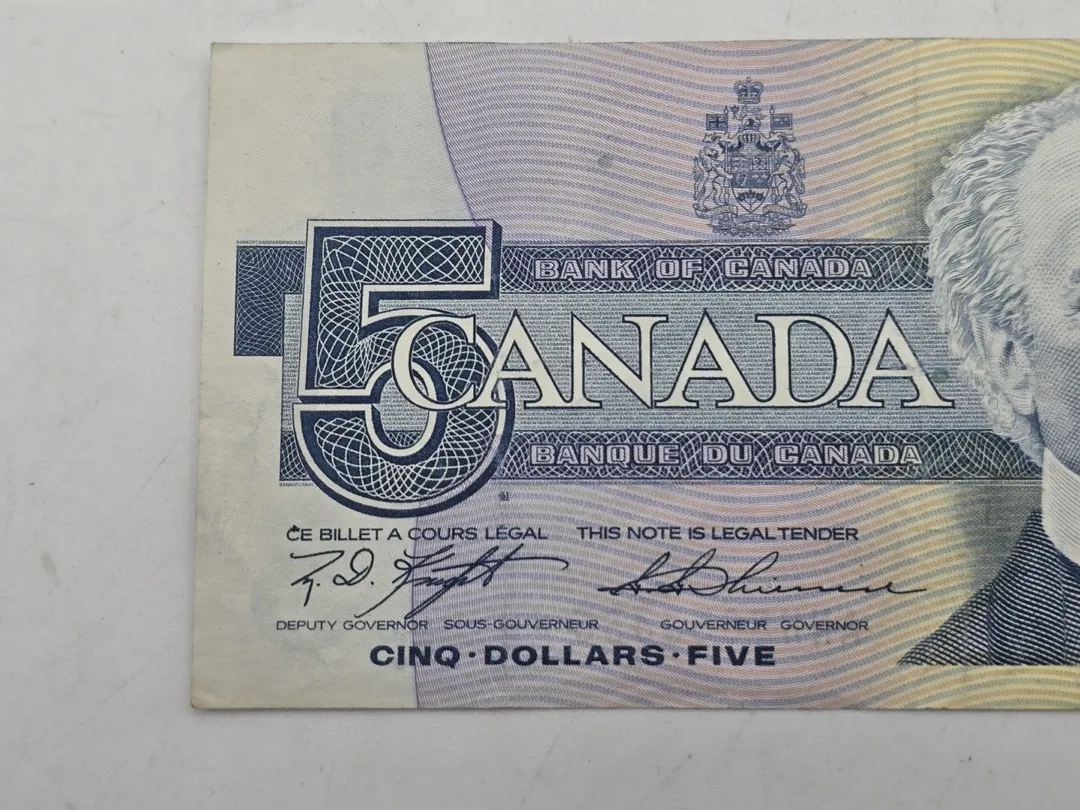 BANK OF CANADA
5
CANADA
BANQUE DU CANADA
CE BILLET A COURS LÉGAL THIS NOTE IS LEGAL TENDER
DEPUTY GOVERNOR SOUS-GOUVERNEUR GOUVERNEUR GOVERNOR
CINQ·DOLLARS·FIVE